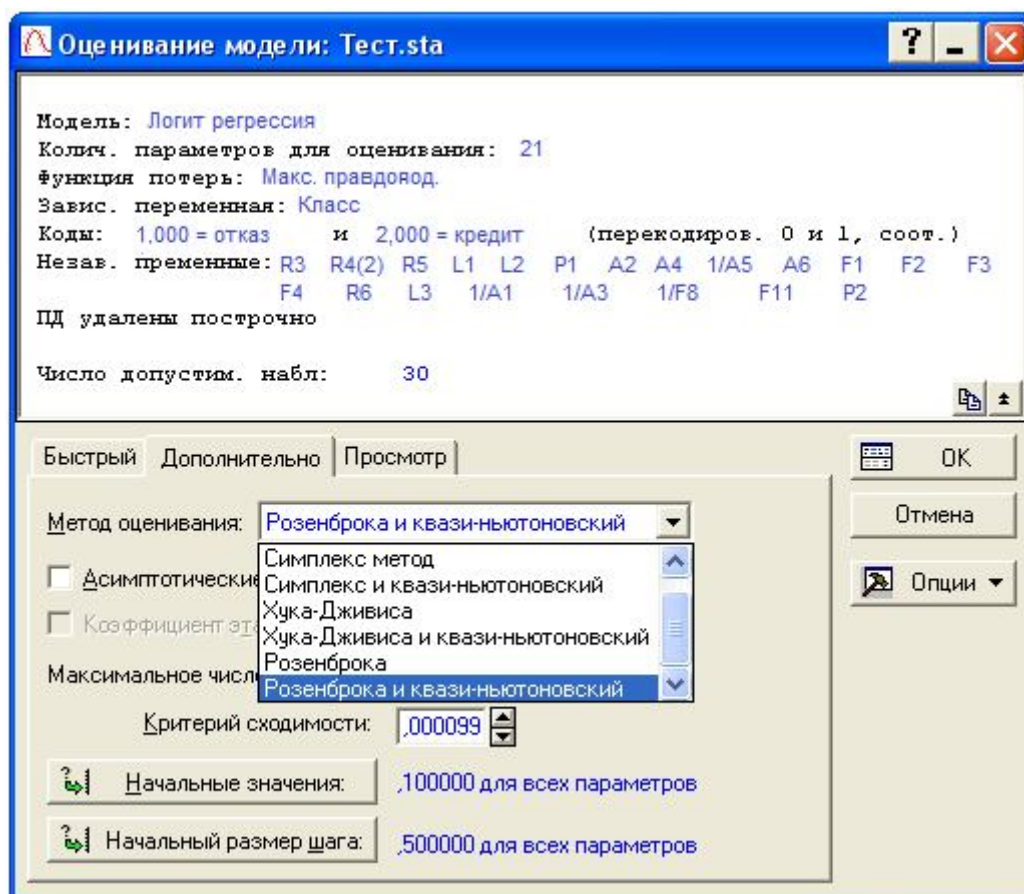 Оценивание модели: Тест.sta
Модель: Логит регрессия
Колич. параметров для оценивания: 21
Функция потерь: Макс. правдояод.
Завис. переменная: Класс
Коды: 1,000 = отказ и 2,000 = кредит (перекодиров. 0 и 1, соот.)
Незав. пременные: R3 R4(2) R5 L1 L2 P1 A2 A4 1/A5 A6 F1 F2 F3
F4 R6 L3 1/A1 1/A3 1/F8 F11 P2
ПД удалены построчно
Число допустим. набл: 30
Быстрый Дополнительно Просмотр
OK
Метод оценивания: Розенброка и квази-ньютоновский
Отмена
Симплекс метод
Асимптотические
Симплекс и квази-ньютоновский
Опции
Хука-Дживиса
Коэффициент эта
Хука-Дживиса и квази-ньютоновский
Розенброка
Максимальное число
Розенброка и квази-ньютоновский
Критерий сходимости: ,000099
Начальные значения: ,100000 для всех параметров
Начальный размер шага: ,500000 для всех параметров